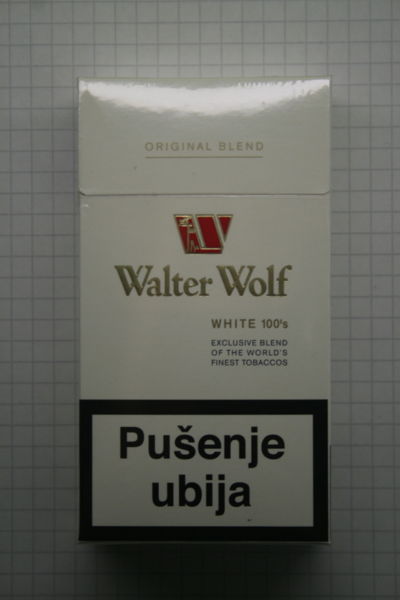 ORIGINAL BLEND
Walter Wolf
WHITE 100's
EXCLUSIVE BLEND
OF THE WORLD'S
FINEST TOBACCOS
Pušenje
ubija